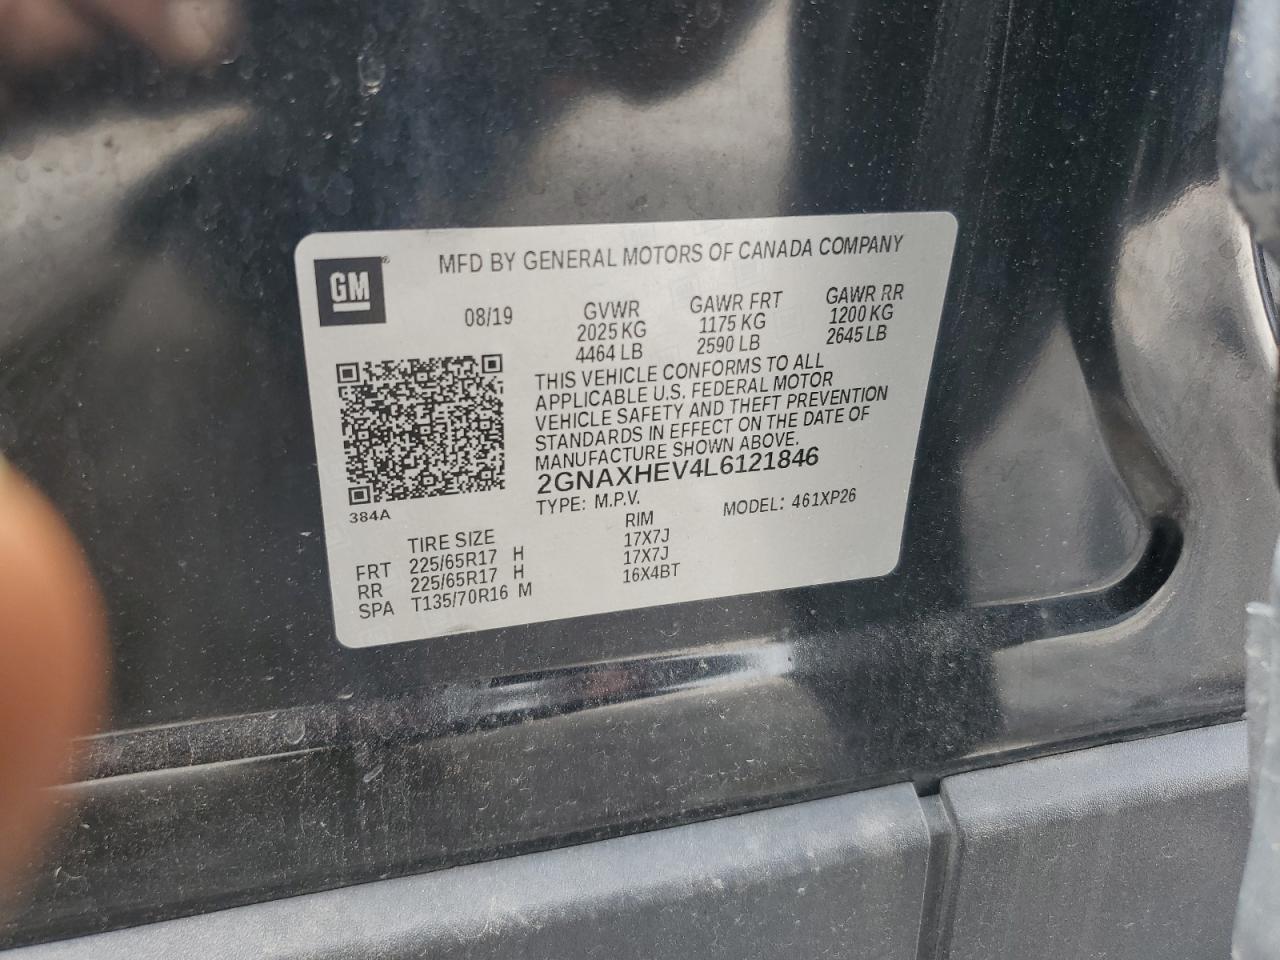 GM
MFD BY GENERAL MOTORS OF CANADA COMPANY
08/19
GVWR
2025 KG
4464 LB
GAWR FRT
1175 KG
2590 LB
GAWR RR
1200 KG
2645 LB
THIS VEHICLE CONFORMS TO ALL
APPLICABLE U.S. FEDERAL MOTOR
VEHICLE SAFETY AND THEFT PREVENTION
STANDARDS IN EFFECT ON THE DATE OF
MANUFACTURE SHOWN ABOVE.
2GNAXHEV4L6121846
TYPE: M.P.V. MODEL: 461XP26
384A
TIRE SIZE RIM
FRT 225/65R17 H 17X7J
RR 225/65R17 H 17X7J
SPA T135/70R16 M 16X4BT